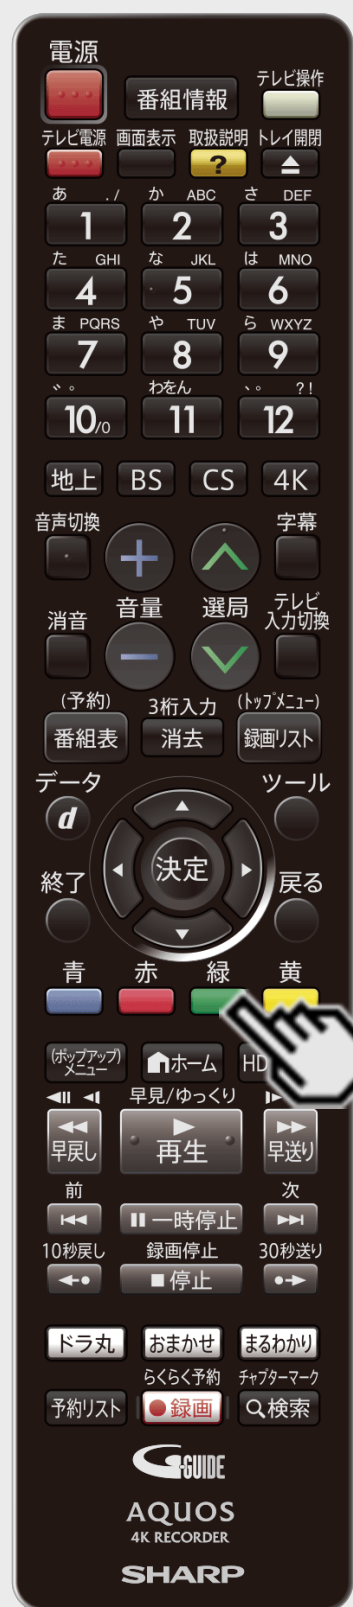 電源
番組情報
テレビ操作
テレビ電源 画面表示 取扱説明 トレイ開閉
?
あ ./ か ABC さ DEF
1 2 3
た GHI な JKL は MNO
4 5 6
ま PQRS や TUV ら WXYZ
7 8 9
゛゜ わをん 、。 ?!
10/0 11 12
地上 BS CS 4K
音声切換 字幕
+
消音 音量 選局 テレビ
入力切換
−
(予約) 3桁入力 (トップメニュー)
番組表 消去 録画リスト
データ ツール
d
決定
終了 戻る
青 赤 緑 黄
(ポップアップ)
メニュー ホーム HD
早見/ゆっくり
早戻し 再生 早送り
前 次
一時停止
10秒戻し 録画停止 30秒送り
停止
ドラ丸 おまかせ まるわかり
らくらく予約 チャプターマーク
予約リスト 録画 検索
G-GUIDE
AQUOS
4K RECORDER
SHARP